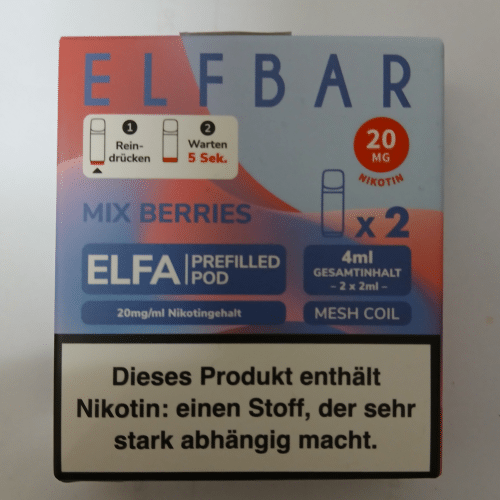 ELFBAR
1
Rein-
drücken
2
Warten
5 Sek.
20
MG
NIKOTIN
MIX BERRIES
x 2
ELFA PREFILLED
POD
4ml
GESAMTINHALT
– 2 x 2ml –
20mg/ml Nikotingehalt
MESH COIL
Dieses Produkt enthält
Nikotin: einen Stoff, der sehr
stark abhängig macht.